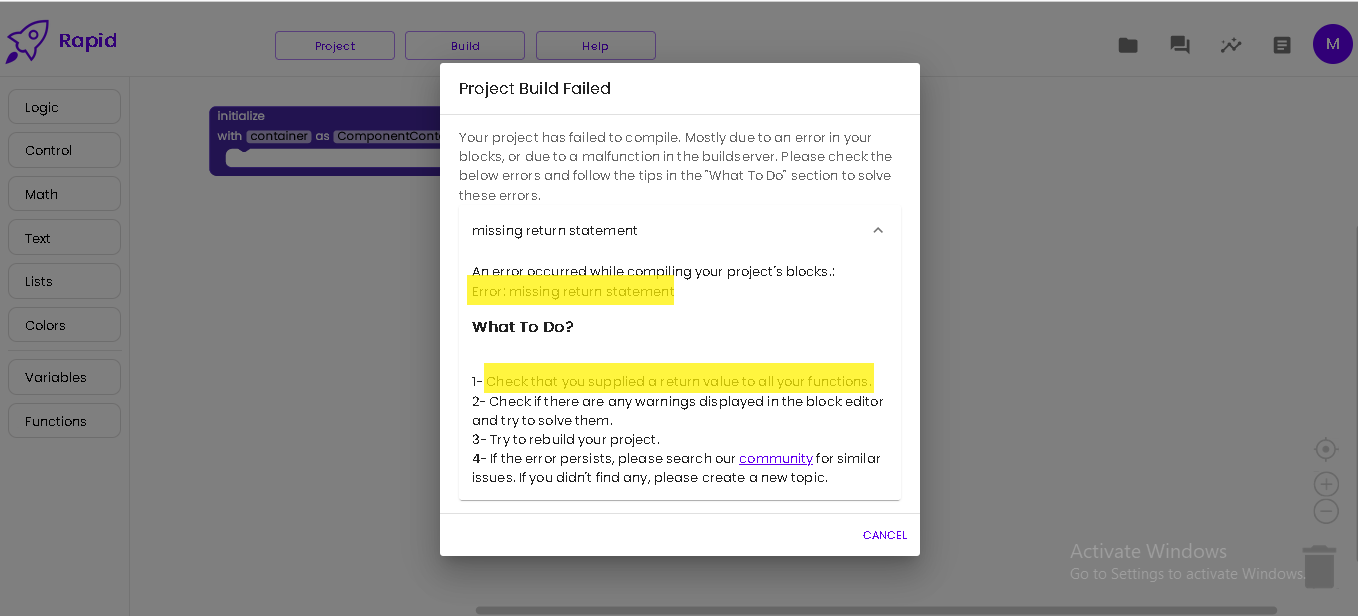 Rapid
Project
Build
Help
M
Logic
Control
Math
Text
Lists
Colors
Variables
Functions
initialize
with container as
Project Build Failed
Your project has failed to compile. Mostly due to an error in your
blocks, or due to a malfunction in the buildserver. Please check the
below errors and follow the tips in the "What To Do" section to solve
these errors.
missing return statement
An error occurred while compiling your project's blocks.:
Error: missing return statement
What To Do?
1- Check that you supplied a return value to all your functions.
2- Check if there are any warnings displayed in the block editor
and try to solve them.
3- Try to rebuild your project.
4- If the error persists, please search our community for similar
issues. If you didn't find any, please create a new topic.
CANCEL
Activate Windows
Go to Settings to activate Windows.